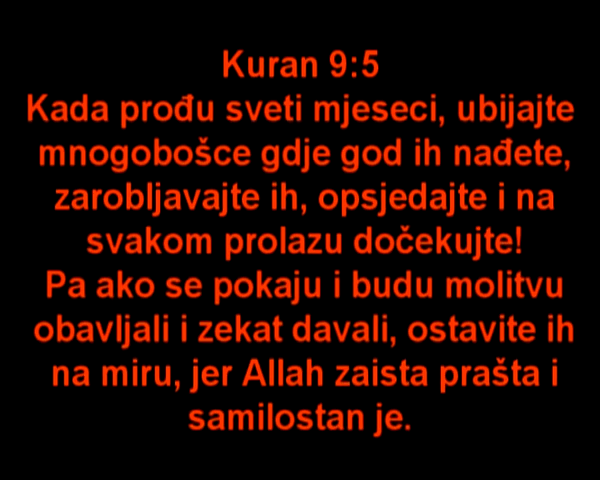 Kuran 9:5
Kada prođu sveti mjeseci, ubijajte
mnogobošce gdje god ih nađete,
zarobljavajte ih, opsjedajte i na
svakom prolazu dočekujte!
Pa ako se pokaju i budu molitvu
obavljali i zekat davali, ostavite ih
na miru, jer Allah zaista prašta i
samilostan je.